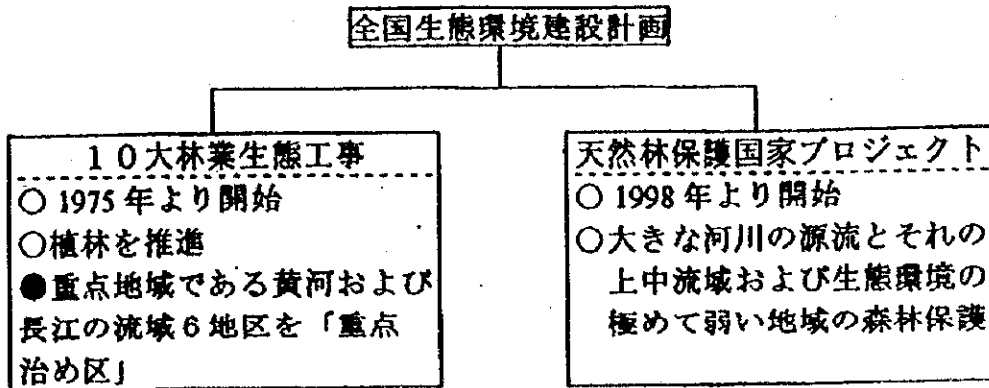 全国生態環境建設計画
10大林業生態工事
○ 1975年より開始
○植林を推進
●重点地域である黄河および
長江の流域6地区を「重点
治め区」
天然林保護国家プロジェクト
○ 1998年より開始
○大きな河川の源流とそれの
上中流域および生態環境の
極めて弱い地域の森林保護